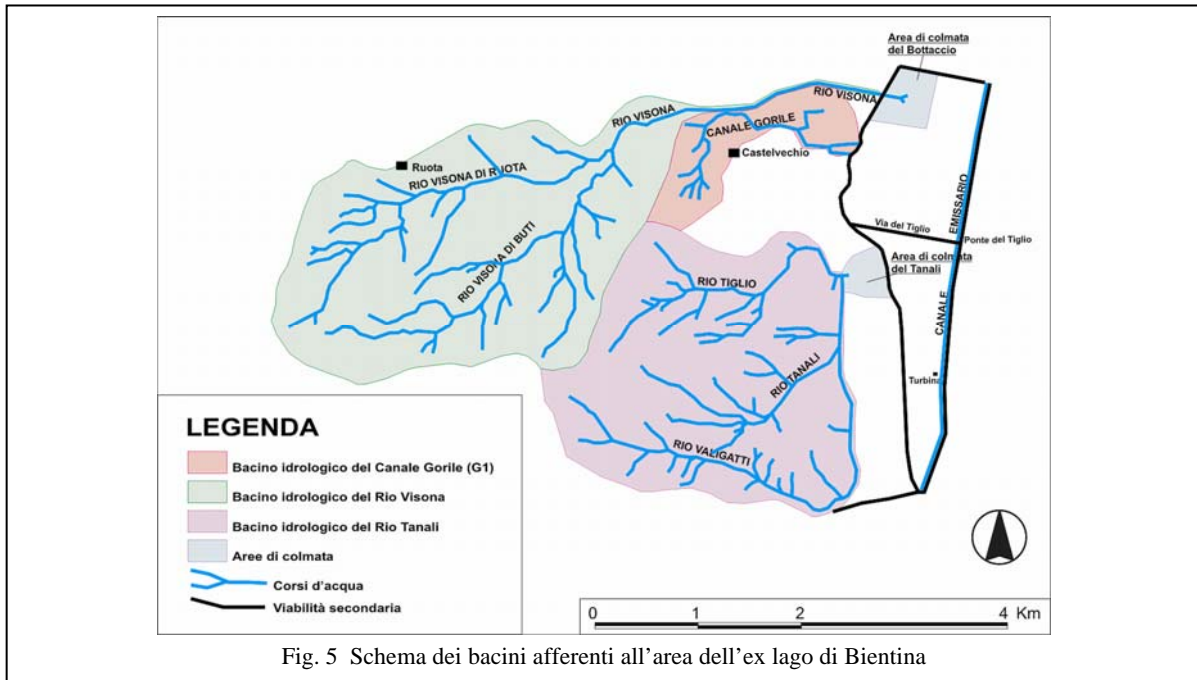 Area di colmata
del Bottaccio
RIO VISONA
RIO VISONA
CANALE GORILE
Castelvechio
Ruota
RIO VISONA DI RUOTA
RIO VISONA DI BUTI
EMISSARIO
Via del Tiglio
Ponte del Tiglio
Area di colmata
del Tanali
RIO TIGLIO
CANALE
RIO TANALI
Turbina
RIO VALIGATTI
LEGENDA
Bacino idrologico del Canale Gorile (G1)
Bacino idrologico del Rio Visona
Bacino idrologico del Rio Tanali
Aree di colmata
Corsi d'acqua
Viabilità secondaria
0 1 2 4 Km
Fig. 5 Schema dei bacini afferenti all'area dell'ex lago di Bientina